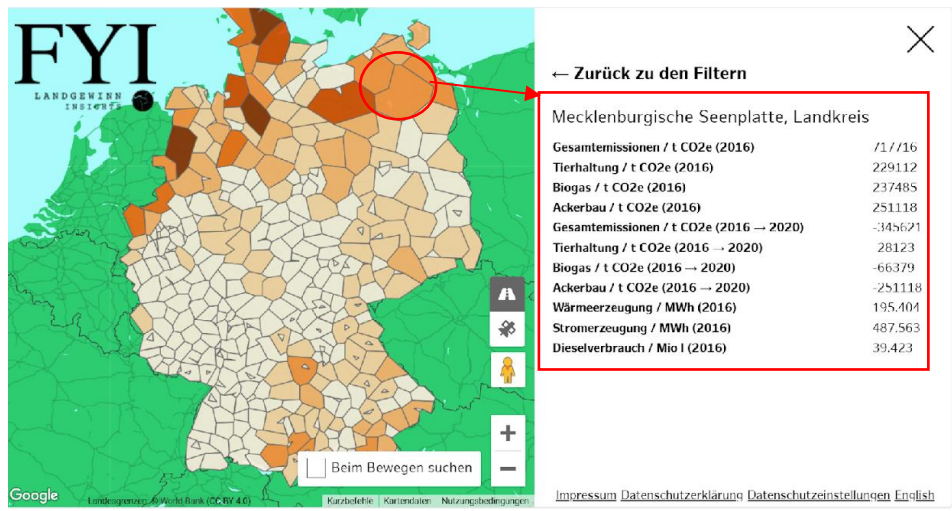 FYI
LANDGEWINN
INSIGHTS
← Zurück zu den Filtern
Mecklenburgische Seenplatte, Landkreis
Gesamtemissionen / t CO2e (2016) 717716
Tierhaltung / t CO2e (2016) 229112
Biogas / t CO2e (2016) 237485
Ackerbau / t CO2e (2016) 251118
Gesamtemissionen / t CO2e (2016 → 2020) -345621
Tierhaltung / t CO2e (2016 → 2020) 28123
Biogas / t CO2e (2016 → 2020) -66379
Ackerbau / t CO2e (2016 → 2020) -251118
Wärmeerzeugung / MWh (2016) 195.404
Stromerzeugung / MWh (2016) 487.563
Dieselverbrauch / Mio l (2016) 39.423
Beim Bewegen suchen
Google
Landesgrenzen: © World Bank (CC BY 4.0)
Kurzbefehle Kartendaten Nutzungsbedingungen
Impressum Datenschutzerklärung Datenschutzeinstellungen English